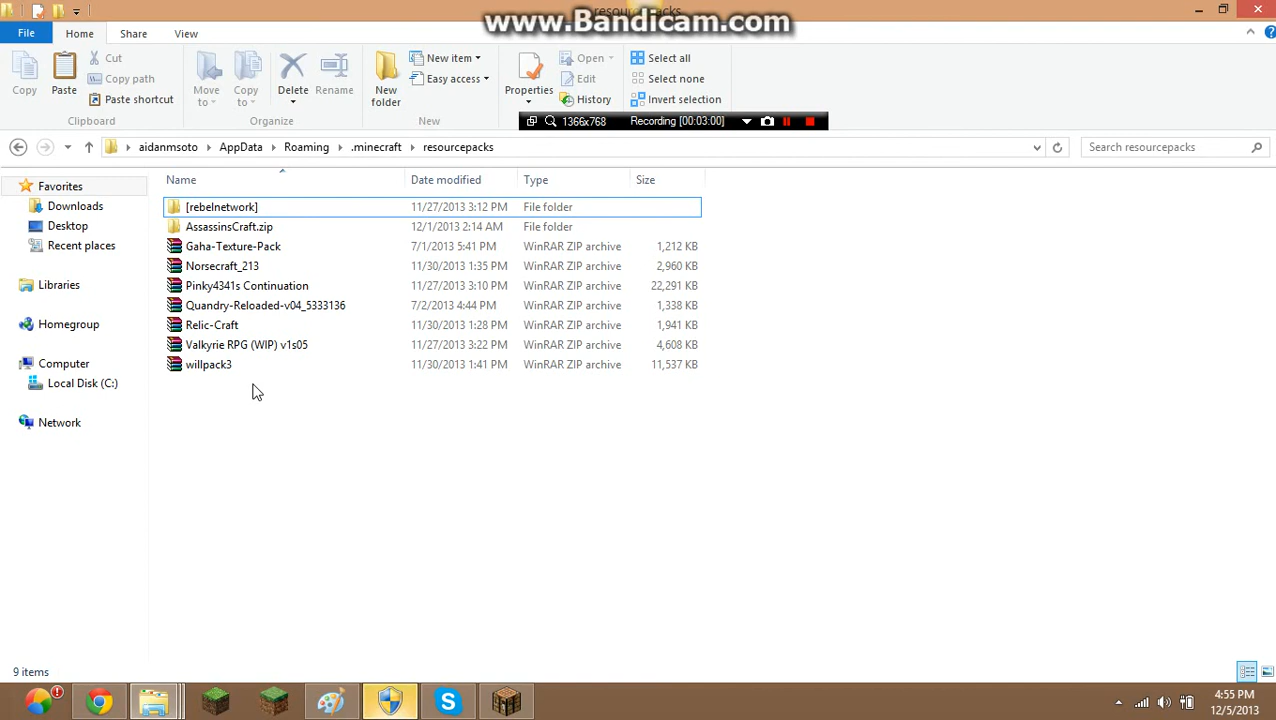 resourcepacks
www.Bandicam.com
File
Home
Share
View
Copy
Paste
Cut
Copy path
Paste shortcut
Clipboard
Move to
Copy to
Delete
Rename
Organize
New folder
New item
Easy access
New
Properties
Open
Edit
History
Select all
Select none
Invert selection
1366x768
Recording [00:03:00]
aidanmsoto
AppData
Roaming
.minecraft
resourcepacks
Search resourcepacks
Name
Date modified
Type
Size
[rebelnetwork] 11/27/2013 3:12 PM File folder
AssassinsCraft.zip 12/1/2013 2:14 AM File folder
Gaha-Texture-Pack 7/1/2013 5:41 PM WinRAR ZIP archive 1,212 KB
Norsecraft_213 11/30/2013 1:35 PM WinRAR ZIP archive 2,960 KB
Pinky4341s Continuation 11/27/2013 3:10 PM WinRAR ZIP archive 22,291 KB
Quandry-Reloaded-v04_5333136 7/2/2013 4:44 PM WinRAR ZIP archive 1,338 KB
Relic-Craft 11/30/2013 1:28 PM WinRAR ZIP archive 1,941 KB
Valkyrie RPG (WIP) v1s05 11/27/2013 3:22 PM WinRAR ZIP archive 4,608 KB
willpack3 11/30/2013 1:41 PM WinRAR ZIP archive 11,537 KB
Favorites
Downloads
Desktop
Recent places
Libraries
Homegroup
Computer
Local Disk (C:)
Network
9 items
4:55 PM
12/5/2013